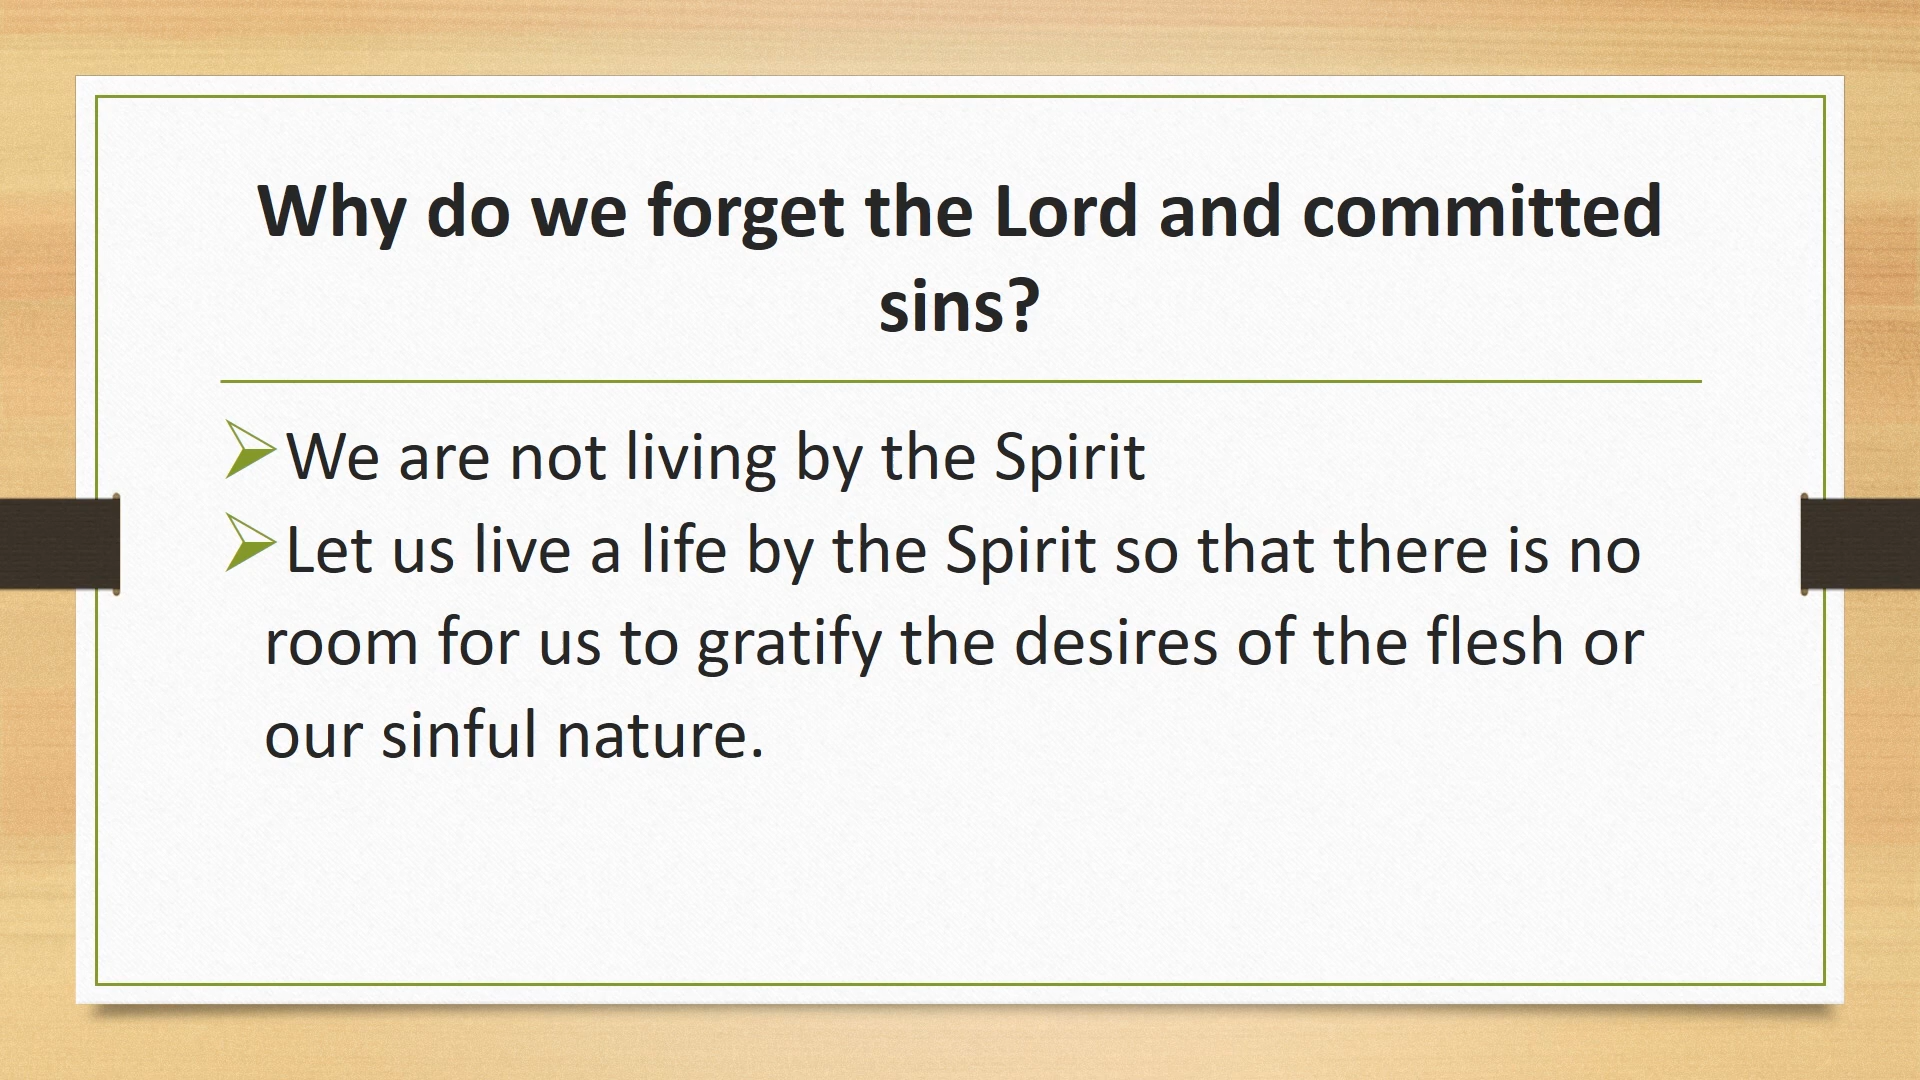 Why do we forget the Lord and committed
sins?
We are not living by the Spirit
Let us live a life by the Spirit so that there is no
room for us to gratify the desires of the flesh or
our sinful nature.